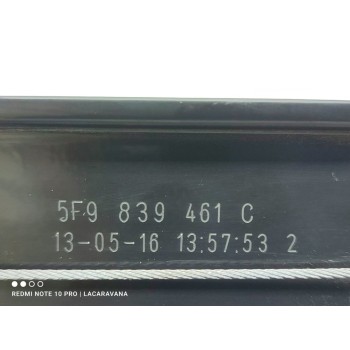 5F9 839 461 C
13-05-16 13:57:53 2
REDMI NOTE 10 PRO | LACARAVANA